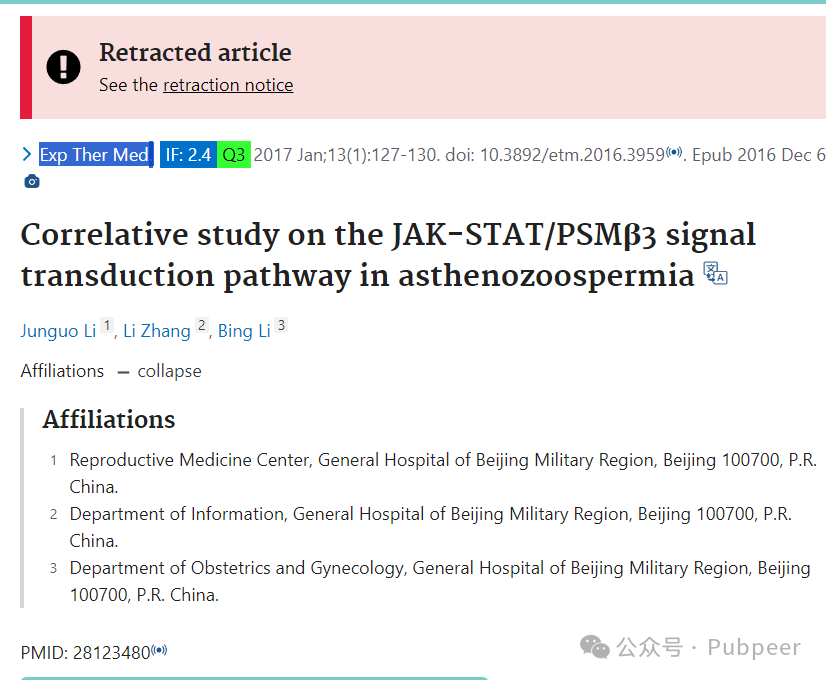 Retracted article
See the retraction notice
Exp Ther Med IF: 2.4 Q3 2017 Jan;13(1):127-130. doi: 10.3892/etm.2016.3959. Epub 2016 Dec 6
Correlative study on the JAK-STAT/PSMβ3 signal
transduction pathway in asthenozoospermia
Junguo Li 1, Li Zhang 2, Bing Li 3
Affiliations — collapse
Affiliations
1 Reproductive Medicine Center, General Hospital of Beijing Military Region, Beijing 100700, P.R.
China.
2 Department of Information, General Hospital of Beijing Military Region, Beijing 100700, P.R.
China.
3 Department of Obstetrics and Gynecology, General Hospital of Beijing Military Region, Beijing
100700, P.R. China.
PMID: 28123480
公众号 · Pubpeer